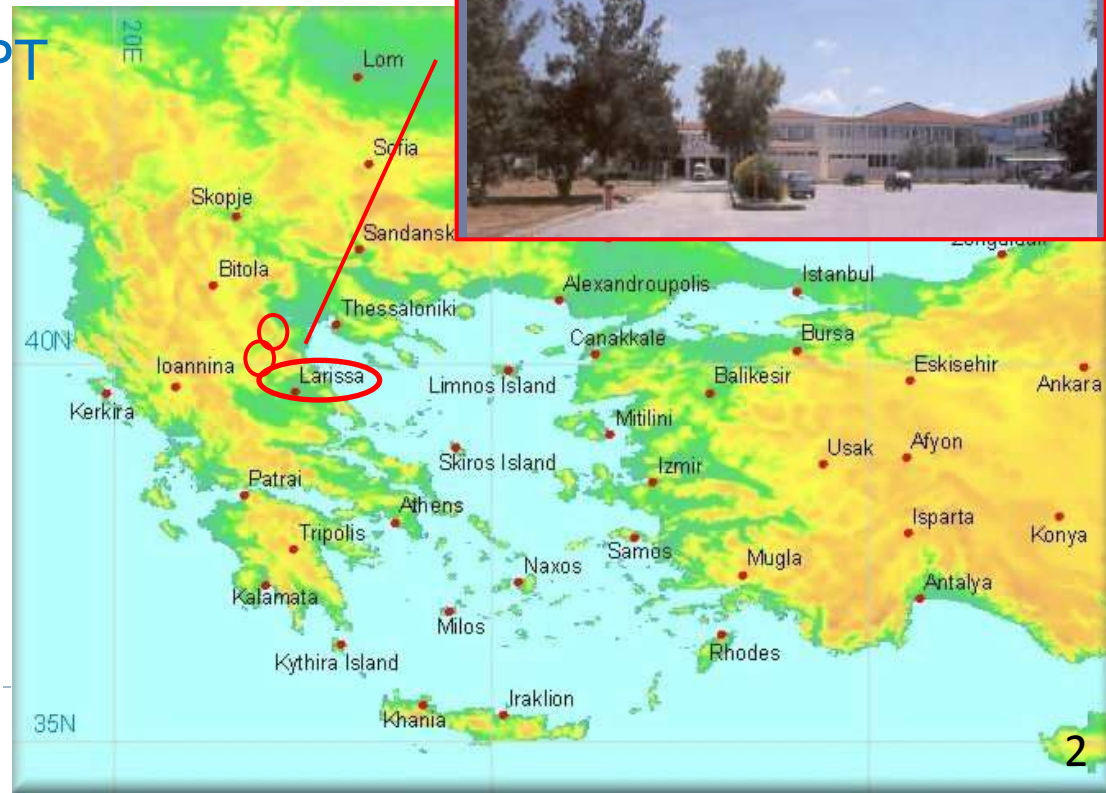 PT
20E
Lom
Sofia
Skopje
Sandansk
Bitola
Istanbul
Alexandroupolis
Thessaloniki
Canakkale
Bursa
40N
Ioannina
Larissa
Limnos Island
Balikesir
Eskisehir
Ankara
Kerkira
Mitilini
Skiros Island
Usak
Afyon
Izmir
Patrai
Athens
Isparta
Konya
Tripolis
Samos
Naxos
Mugla
Antalya
Kalamata
Milos
Rhodes
Kythira Island
Iraklion
Khania
35N
2